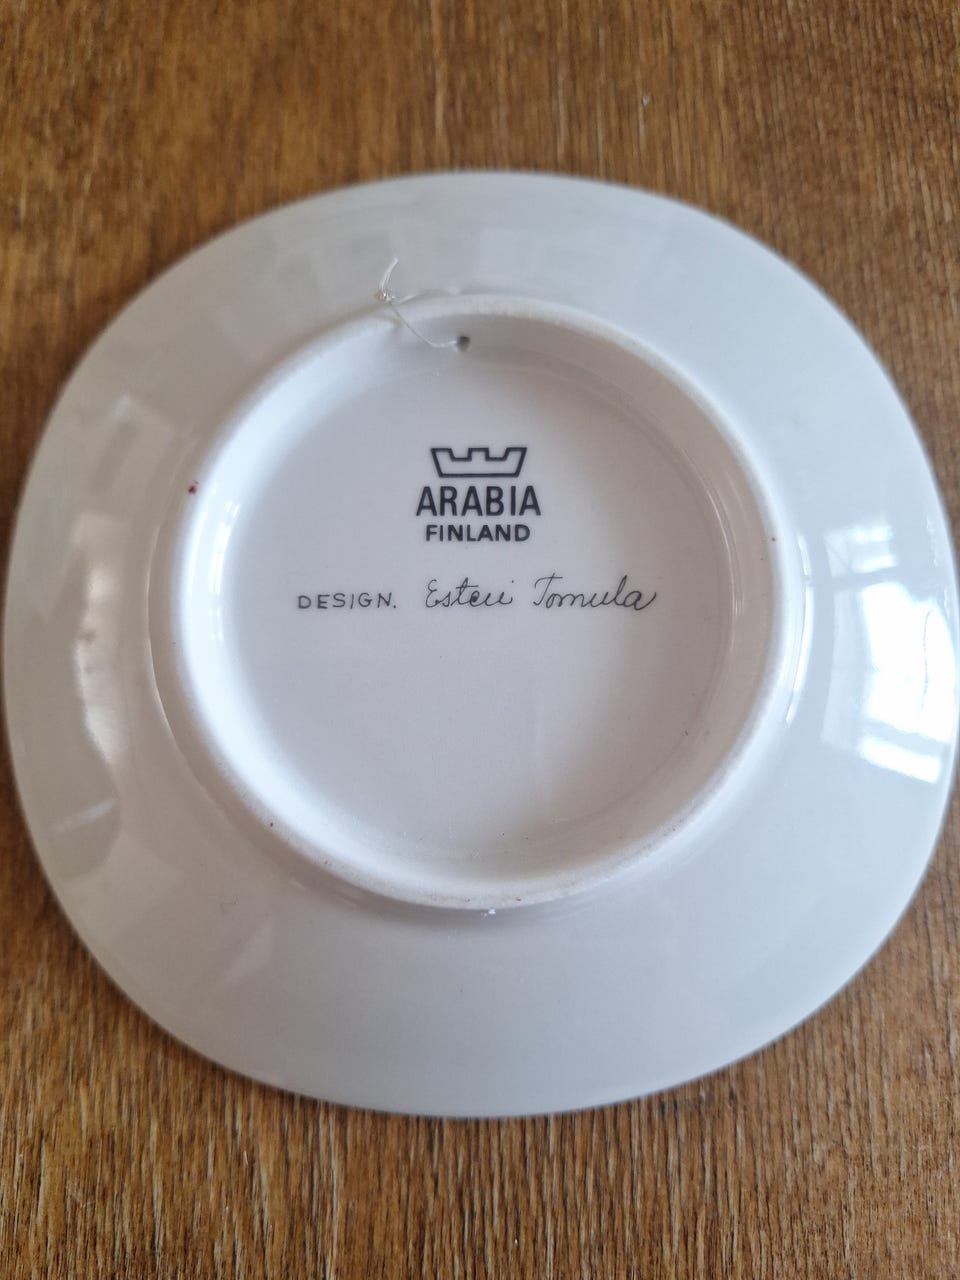 ARABIA
FINLAND
DESIGN. Esteri Tomula